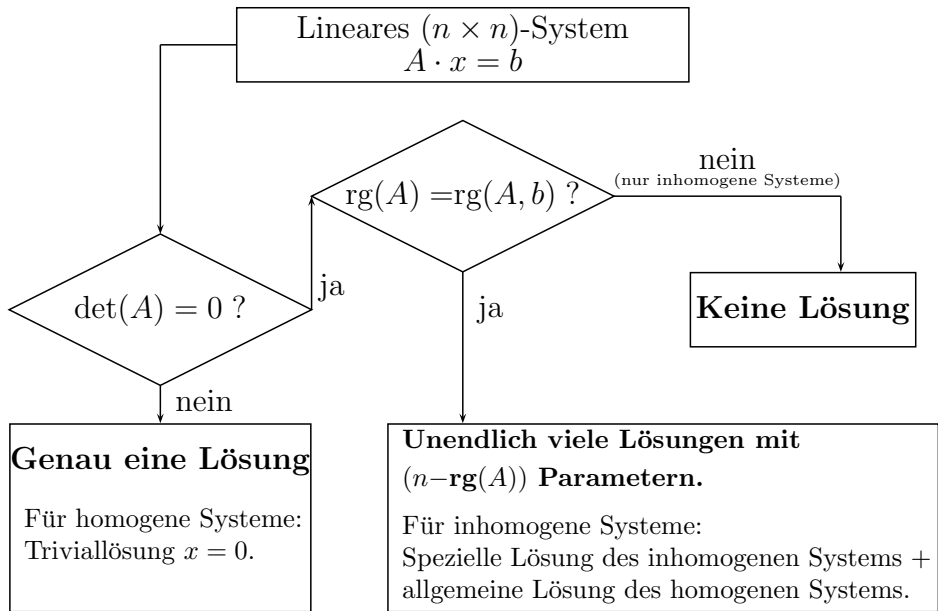 Lineares (n × n)-System
A · x = b
rg(A) =rg(A, b) ?
nein
(nur inhomogene Systeme)
det(A) = 0 ?
ja
ja
Keine Lösung
nein
Genau eine Lösung
Für homogene Systeme:
Triviallösung x = 0.
Unendlich viele Lösungen mit
(n−rg(A)) Parametern.
Für inhomogene Systeme:
Spezielle Lösung des inhomogenen Systems +
allgemeine Lösung des homogenen Systems.